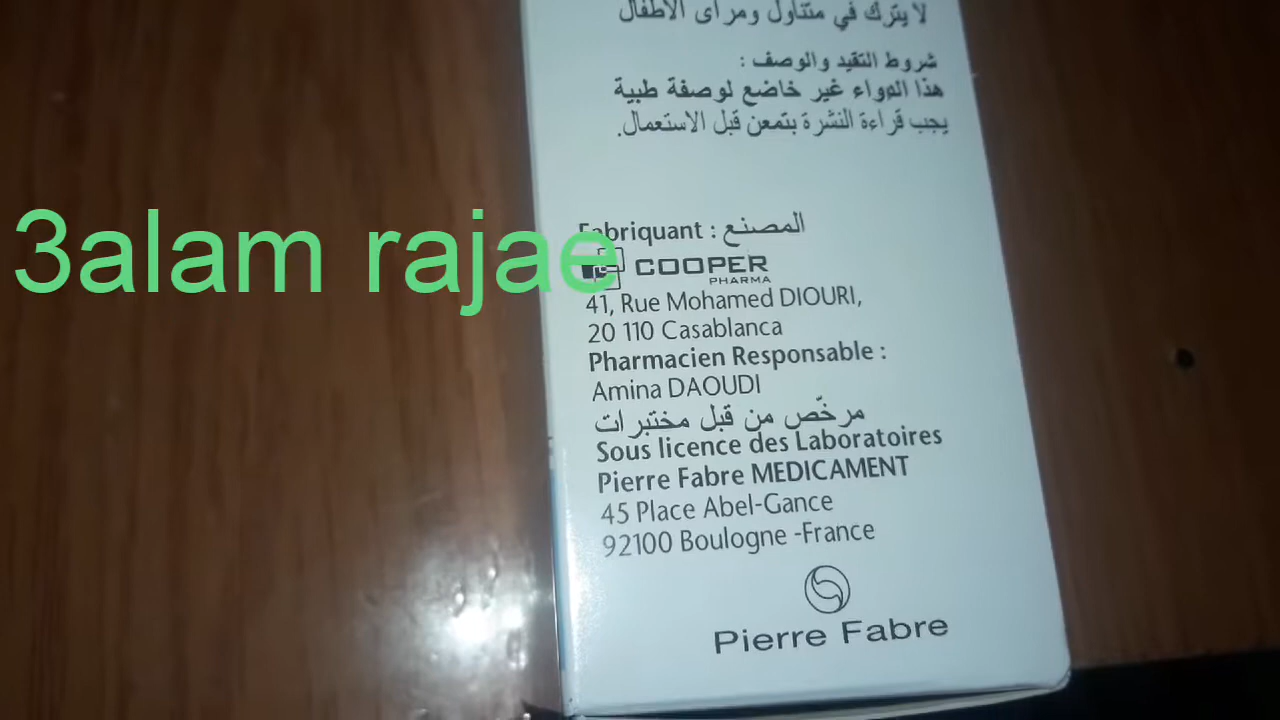 لا يترك في متناول ومرأى الأطفال
شروط التقيد والوصف :
هذا الدواء غير خاضع لوصفة طبية
يجب قراءة النشرة بتمعن قبل الاستعمال.
3alam rajae
Fabriquant : المصنع
COOPER
PHARMA
41, Rue Mohamed DIOURI,
20 110 Casablanca
Pharmacien Responsable :
Amina DAOUDI
مرخّص من قبل مختبرات
Sous licence des Laboratoires
Pierre Fabre MEDICAMENT
45 Place Abel-Gance
92100 Boulogne -France
Pierre Fabre